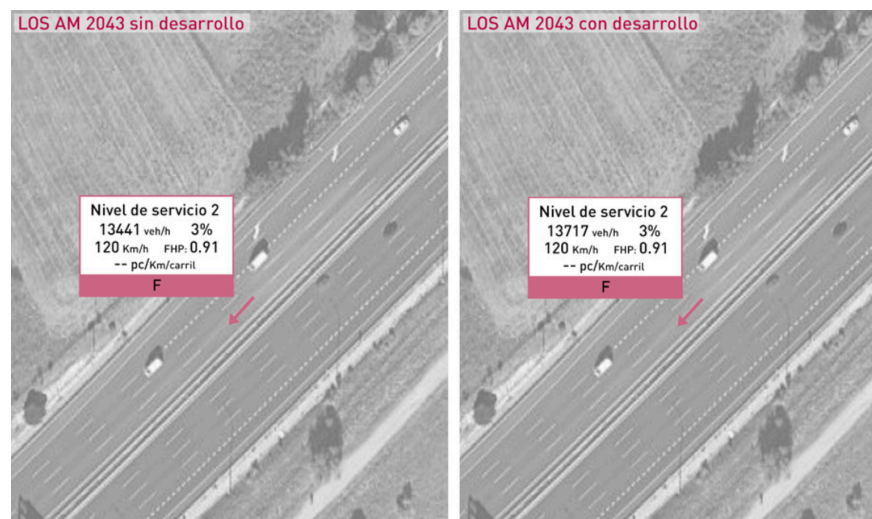 LOS AM 2043 sin desarrollo
Nivel de servicio 2
13441 veh/h 3%
120 Km/h FHP: 0.91
-- pc/Km/carril
F
LOS AM 2043 con desarrollo
Nivel de servicio 2
13717 veh/h 3%
120 Km/h FHP: 0.91
-- pc/Km/carril
F